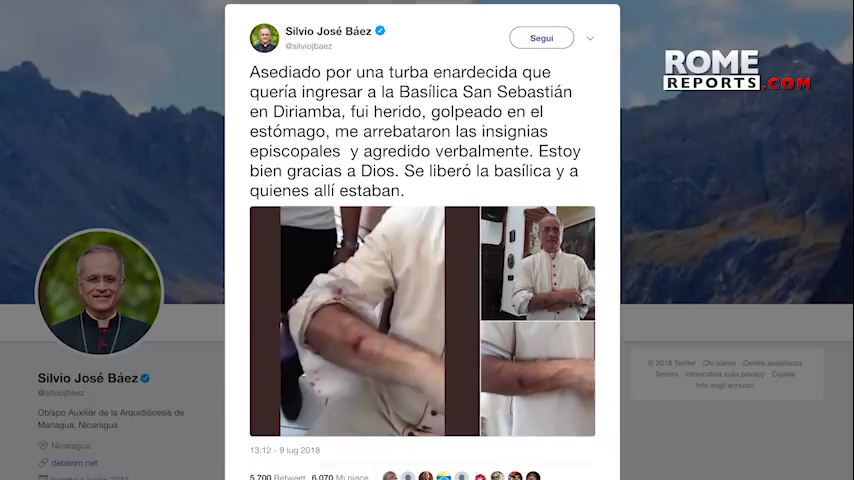 Silvio José Báez
@silviojbaez
Segui
Asediado por una turba enardecida que
quería ingresar a la Basílica San Sebastián
en Diriamba, fui herido, golpeado en el
estómago, me arrebataron las insignias
episcopales y agredido verbalmente. Estoy
bien gracias a Dios. Se liberó la basílica y a
quienes allí estaban.
13:12 - 9 lug 2018
5.700 Retweet 6.070 Mi piace
ROME
REPORTS.COM
Silvio José Báez
@silviojbaez
Obispo Auxiliar de la Arquidiócesis de
Managua, Nicaragua
Nicaragua
debarim.net
© 2018 Twitter Chi siamo Centro assistenza
Termini Informativa sulla privacy Cookie
Info sugli annunci